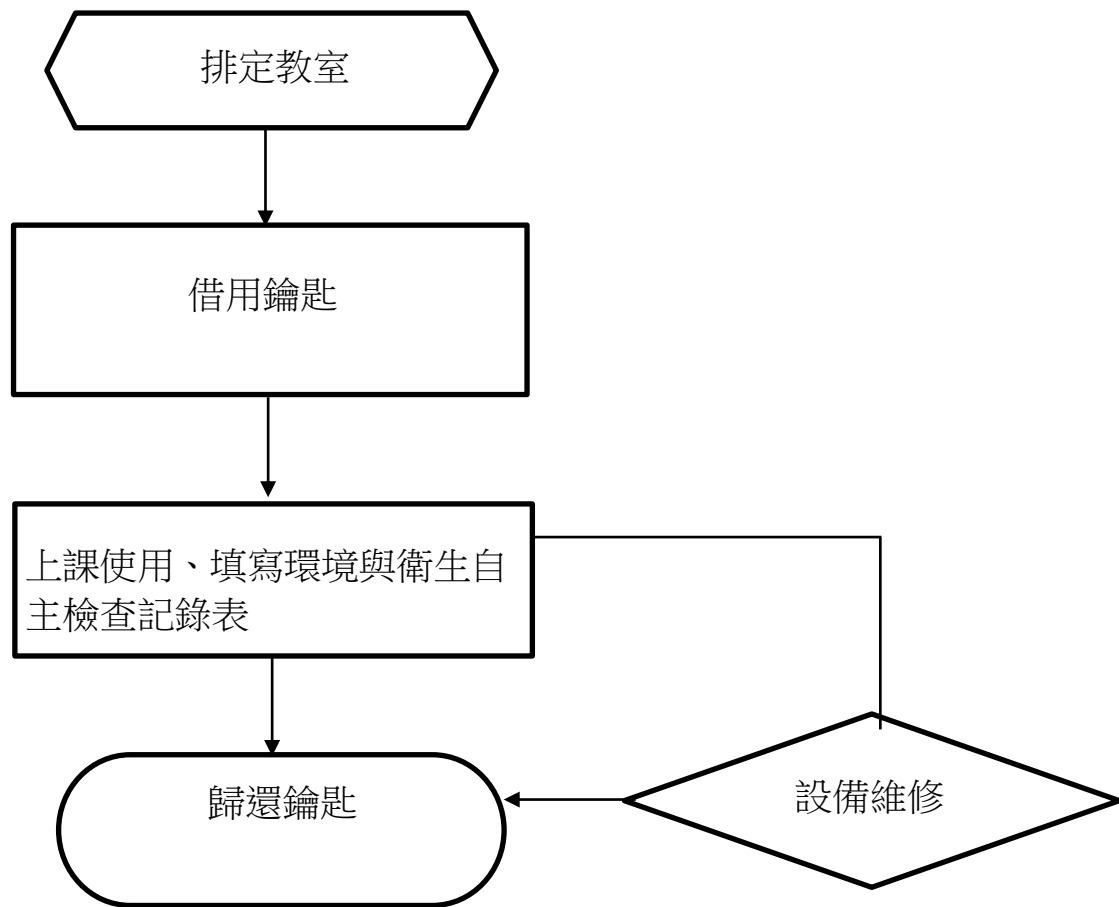 排定教室
借用鑰匙
上課使用、填寫環境與衛生自
主檢查記錄表
歸還鑰匙
設備維修